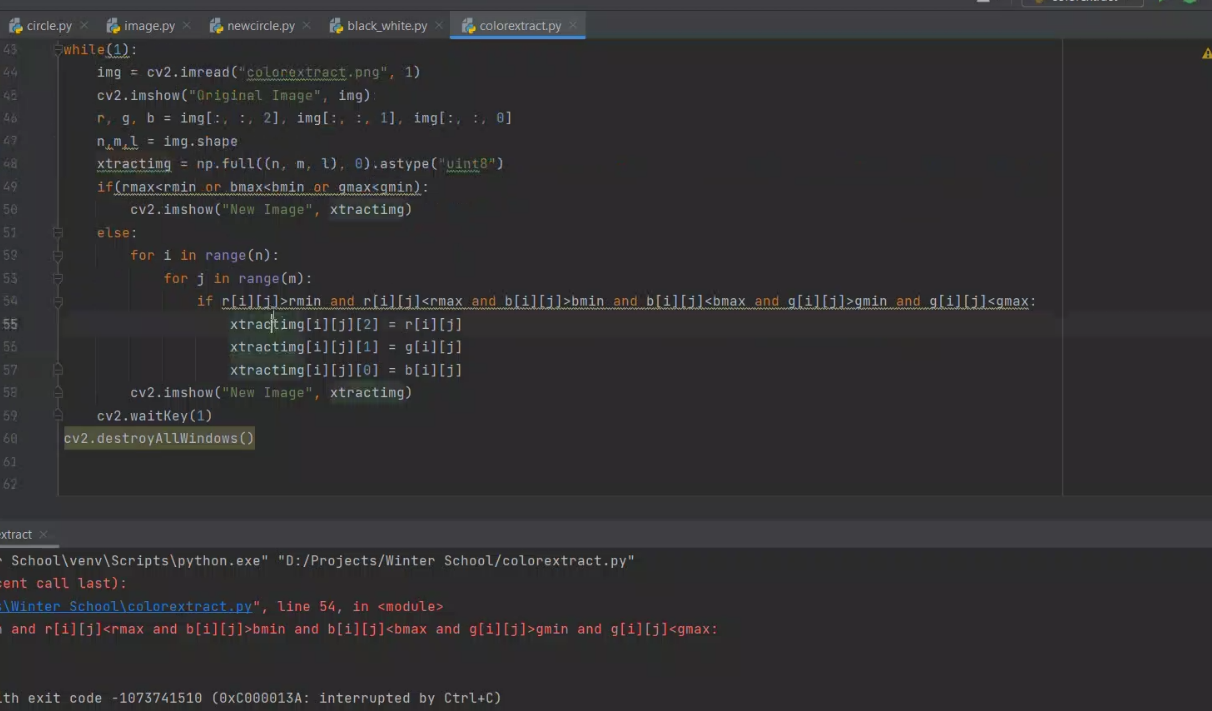 circle.py image.py newcircle.py black_white.py colorextract.py
43 while(1):
44 img = cv2.imread("colorextract.png", 1)
45 cv2.imshow("Original Image", img)
46 r, g, b = img[:, :, 2], img[:, :, 1], img[:, :, 0]
47 n,m,l = img.shape
48 xtractimg = np.full((n, m, l), 0).astype("uint8")
49 if(rmax<rmin or bmax<bmin or gmax<gmin):
50 cv2.imshow("New Image", xtractimg)
51 else:
52 for i in range(n):
53 for j in range(m):
54 if r[i][j]>rmin and r[i][j]<rmax and b[i][j]>bmin and b[i][j]<bmax and g[i][j]>gmin and g[i][j]<gmax:
55 xtractimg[i][j][2] = r[i][j]
56 xtractimg[i][j][1] = g[i][j]
57 xtractimg[i][j][0] = b[i][j]
58 cv2.imshow("New Image", xtractimg)
59 cv2.waitKey(1)
60 cv2.destroyAllWindows()
61
62
xtract
r School\venv\Scripts\python.exe" "D:/Projects/Winter School/colorextract.py"
cent call last):
s\Winter School\colorextract.py", line 54, in <module>
n and r[i][j]<rmax and b[i][j]>bmin and b[i][j]<bmax and g[i][j]>gmin and g[i][j]<gmax:
ith exit code -1073741510 (0xC000013A: interrupted by Ctrl+C)